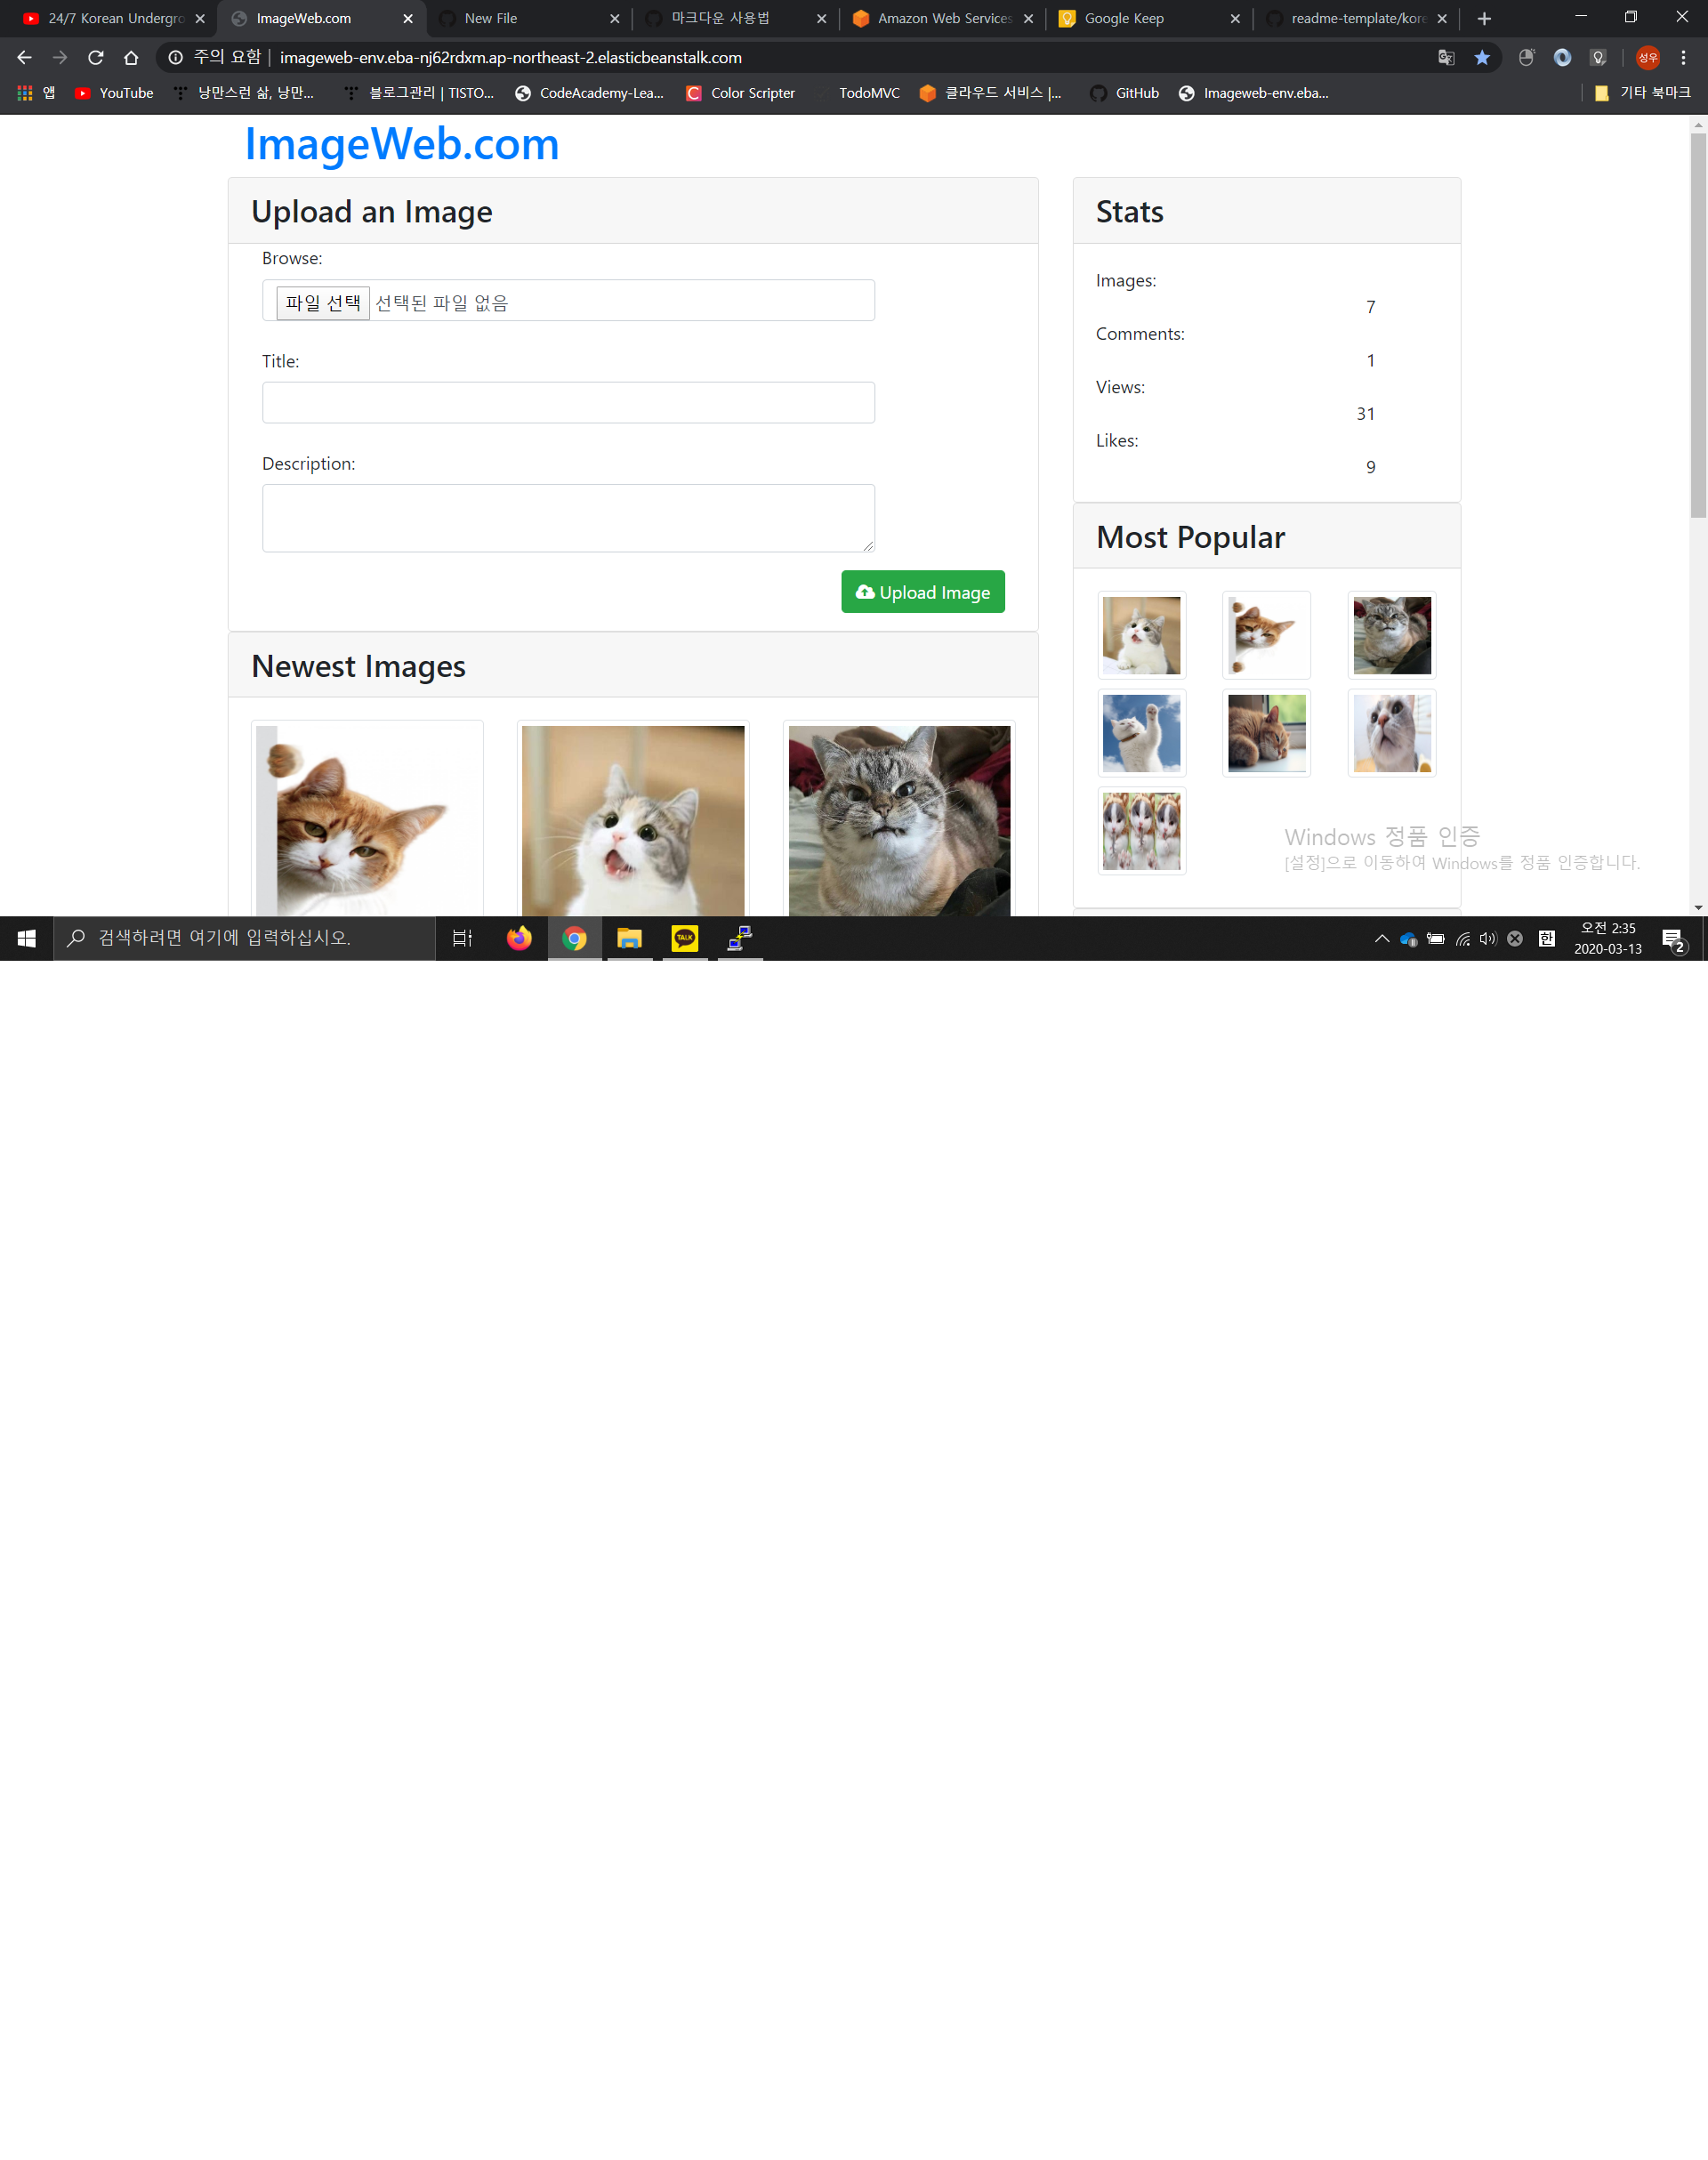 24/7 Korean Undergro
ImageWeb.com
New File
마크다운 사용법
Amazon Web Services
Google Keep
readme-template/kore
주의 요함
imageweb-env.eba-nj62rdxm.ap-northeast-2.elasticbeanstalk.com
성우
앱
YouTube
낭만스런 삶, 낭만...
블로그관리 | TISTO...
CodeAcademy-Lea...
Color Scripter
TodoMVC
클라우드 서비스 |...
GitHub
Imageweb-env.eba...
기타 북마크
ImageWeb.com
Upload an Image
Browse:
파일 선택 선택된 파일 없음
Title:
Description:
Upload Image
Newest Images
Stats
Images:
7
Comments:
1
Views:
31
Likes:
9
Most Popular
Windows 정품 인증
[설정]으로 이동하여 Windows를 정품 인증합니다.
검색하려면 여기에 입력하십시오.
TALK
한
오전 2:35
2020-03-13
2